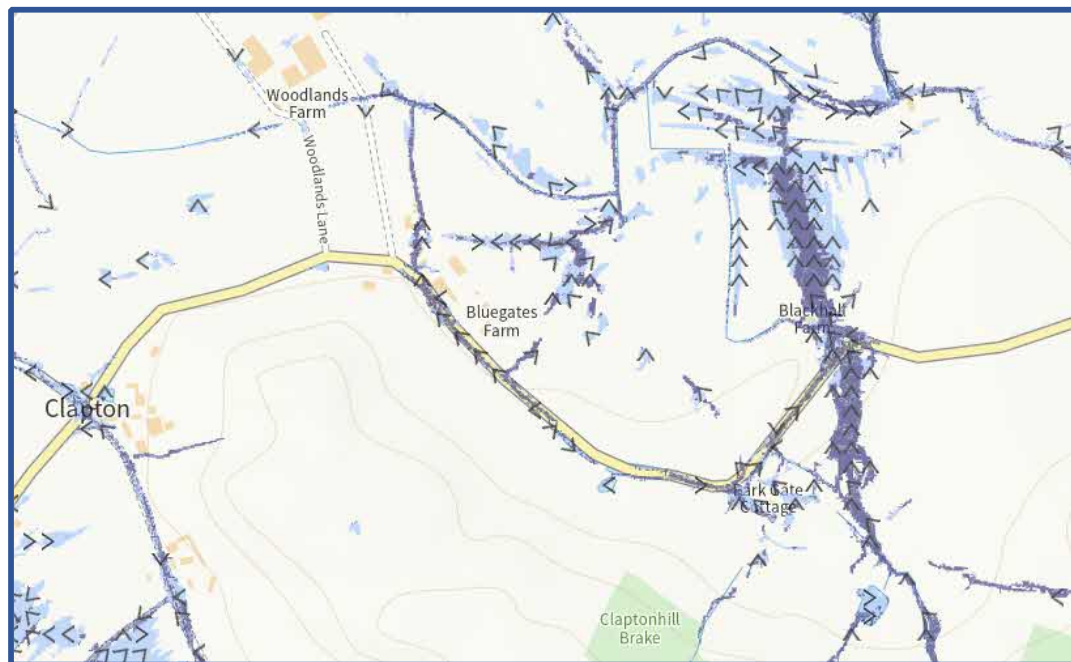 Woodlands
Farm
Woodlands Lane
Bluegates
Farm
Blackhall
Farm
Clapton
Park Gate
Cottage
Claptonhill
Brake